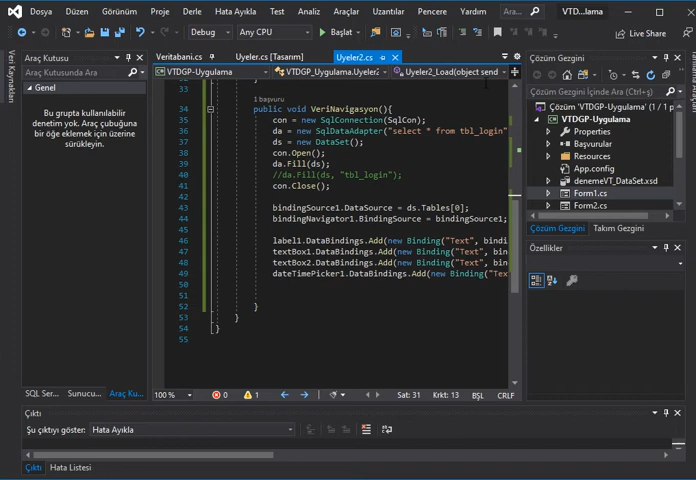 Dosya Düzen Görünüm Proje Derle Hata Ayıkla Test Analiz Araçlar Uzantılar Pencere Yardım Ara... VTD...lama
Debug Any CPU Başlat Live Share
Veri Kaynakları
Araç Kutusu
Araç Kutusunda Ara
Genel
Bu grupta kullanılabilir
denetim yok. Araç çubuğuna
bir öğe eklemek için üzerine
sürükleyin.
SQL Ser... Sunucu... Araç Ku...
Veritabani.cs Uyeler.cs [Tasarım] Uyeler2.cs
VTDGP-Uygulama VTDGP_Uygulama.Uyeler2 Uyeler2_Load(object send
32 }
33
1 başvuru
34 public void VeriNavigasyon(){
35 con = new SqlConnection(SqlCon);
36 da = new SqlDataAdapter("select * from tbl_login"
37 ds = new DataSet();
38 con.Open();
39 da.Fill(ds);
40 //da.Fill(ds, "tbl_login");
41 con.Close();
42
43 bindingSource1.DataSource = ds.Tables[0];
44 bindingNavigator1.BindingSource = bindingSource1;
45
46 label1.DataBindings.Add(new Binding("Text", bindi
47 textBox1.DataBindings.Add(new Binding("Text", bin
48 textBox2.DataBindings.Add(new Binding("Text", bin
49 dateTimePicker1.DataBindings.Add(new Binding("Tex
50
51
52 }
53 }
54 }
55
100 % 0 1 Satı: 31 Krkt: 13 BŞL CRLF
Çözüm Gezgini
Çözüm Gezgini İçinde Ara (Ctrl+ş)
Çözüm 'VTDGP-Uygulama' (1 / 1 p
VTDGP-Uygulama
Properties
Başvurular
Resources
App.config
denemeVT_DataSet.xsd
Form1.cs
Form2.cs
Çözüm Gezgini Takım Gezgini
Özellikler
Çıktı
Şu çıktıyı göster: Hata Ayıkla
Çıktı Hata Listesi